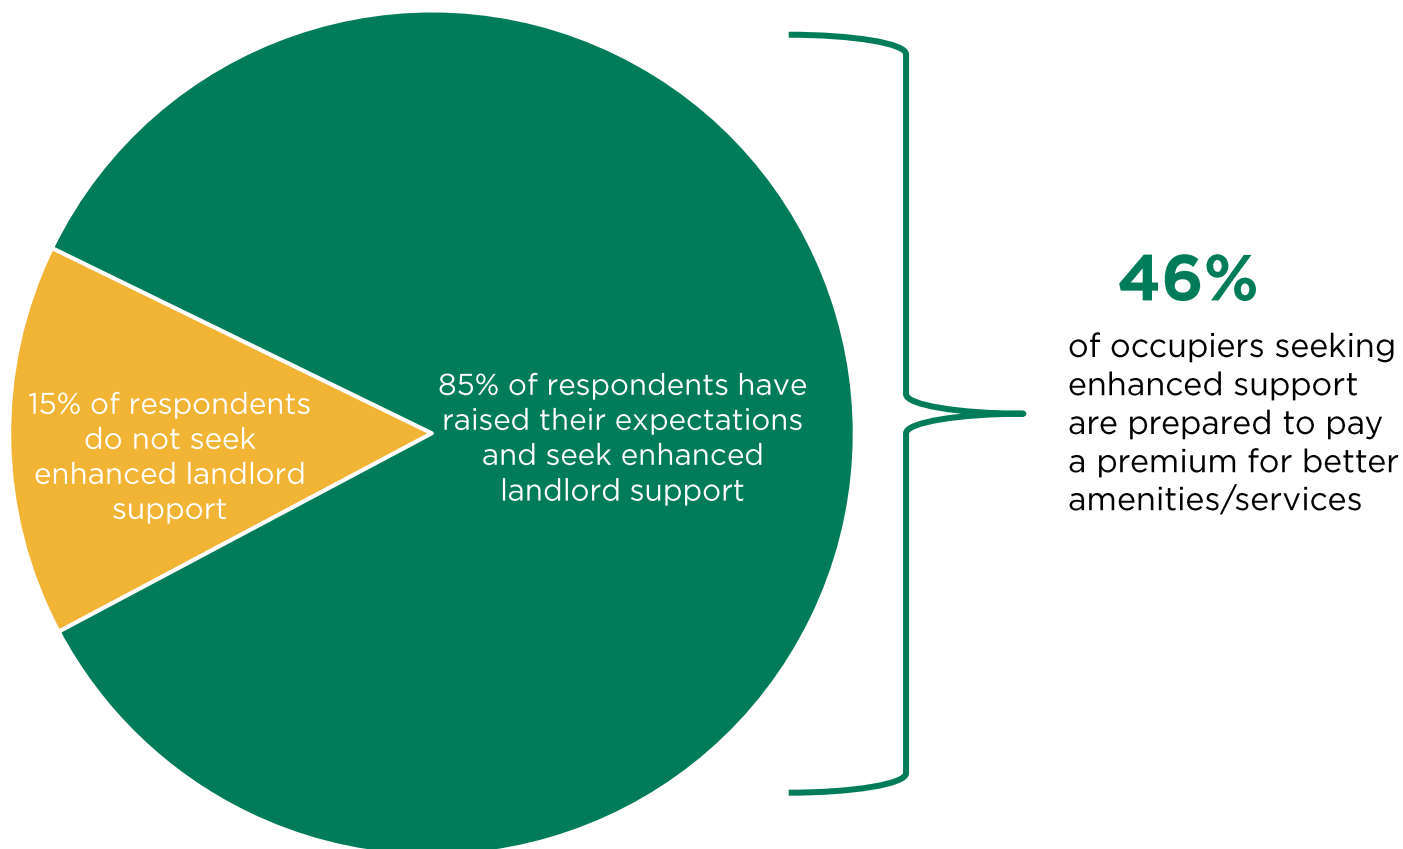 15% of respondents
do not seek
enhanced landlord
support
85% of respondents have
raised their expectations
and seek enhanced
landlord support
46%
of occupiers seeking
enhanced support
are prepared to pay
a premium for better
amenities/services